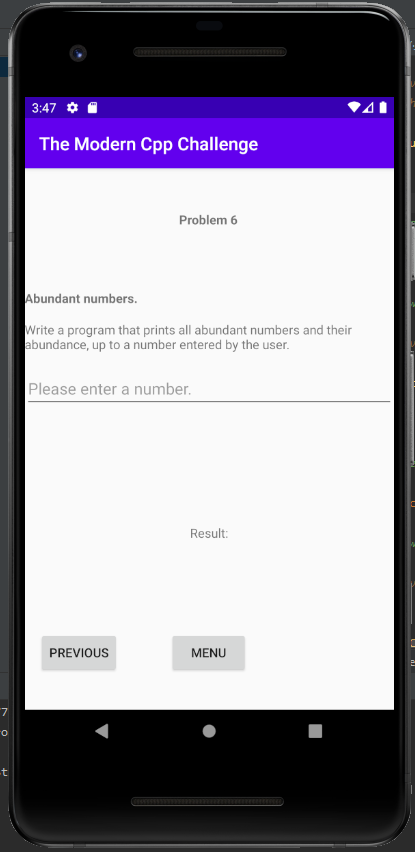 3:47
The Modern Cpp Challenge
Problem 6
Abundant numbers.
Write a program that prints all abundant numbers and their
abundance, up to a number entered by the user.
Please enter a number.
Result:
PREVIOUS
MENU